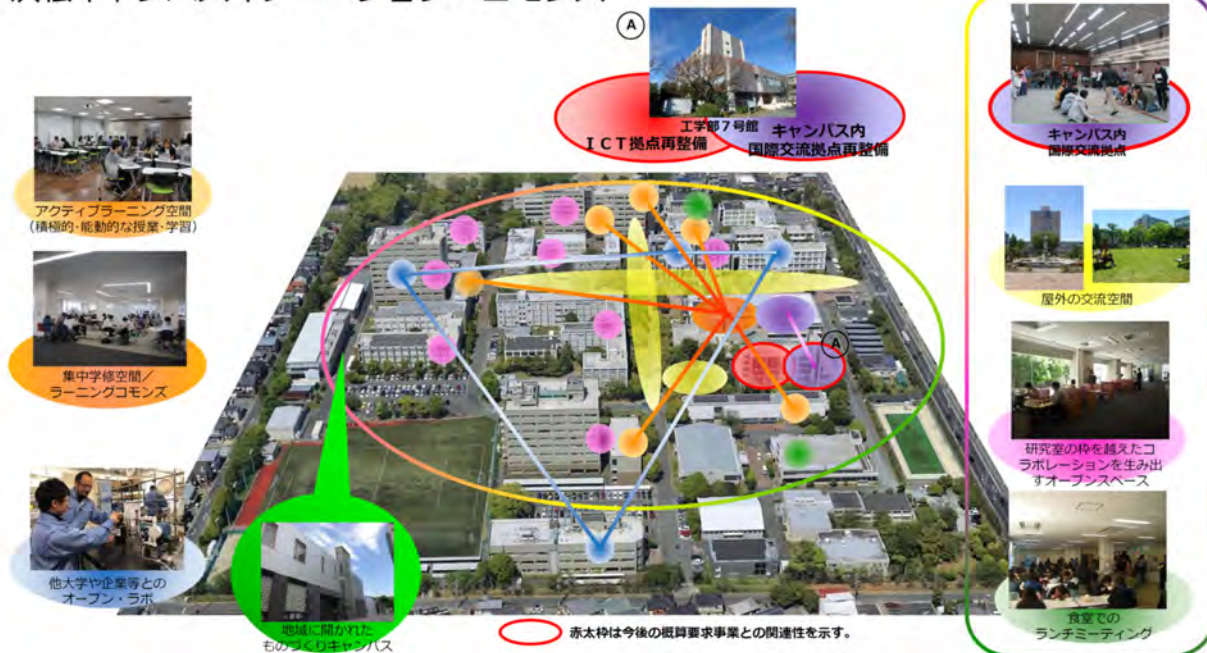 A
工学部７号館
ＩＣＴ拠点再整備
キャンパス内
国際交流拠点再整備
キャンパス内
国際交流拠点
アクティブラーニング空間
(積極的・能動的な授業・学習)
屋外の交流空間
A
集中学修空間／
ラーニングコモンズ
研究室の枠を越えたコ
ラボレーションを生み出
すオープンスペース
他大学や企業等との
オープン・ラボ
地域に開かれた
ものづくりキャンパス
赤太枠は今後の概算要求事業との関連性を示す。
食堂での
ランチミーティング